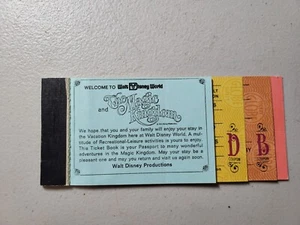 WELCOME TO Walt Disney World
and The Magic Kingdom
We hope that you and your family will enjoy your stay in
the Vacation Kingdom here at Walt Disney World. A mul-
titude of Recreational-Leisure activities is yours to enjoy.
This Ticket Book is your Passport to many wonderful
adventures in the Magic Kingdom. May your stay be a
pleasant one and may you return and visit us again soon.
Walt Disney Productions
D
COUPON
B
COUPON